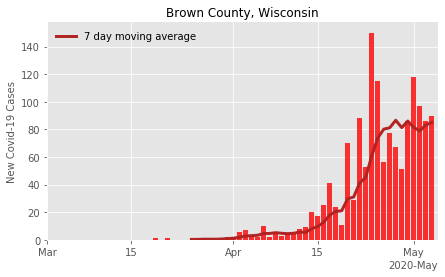 Brown County, Wisconsin
7 day moving average
New Covid-19 Cases
140
120
100
80
60
40
20
0
Mar 15 Apr 15 May
2020-May